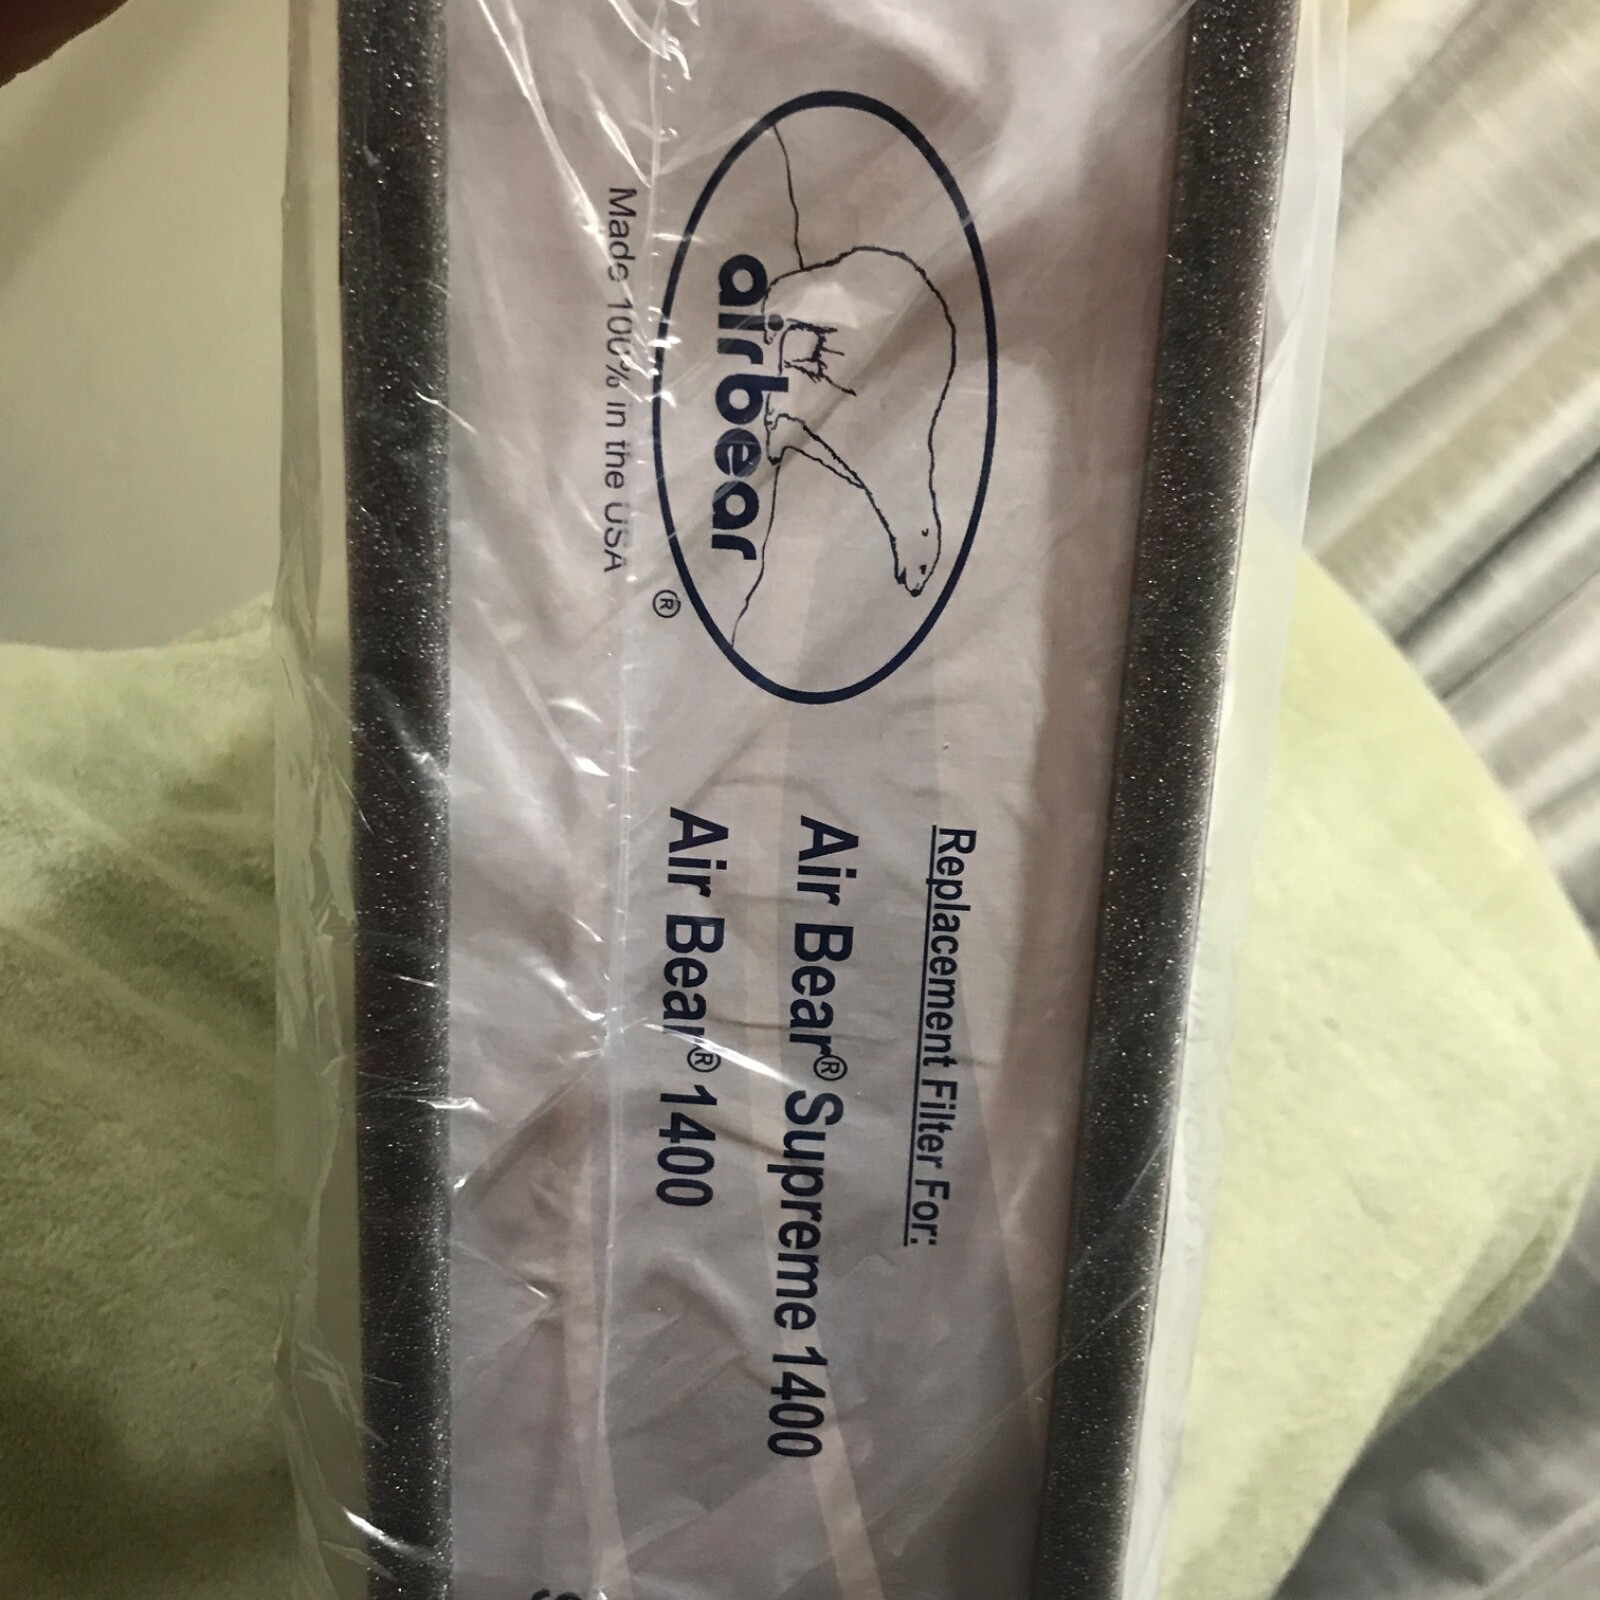 airbear
®
Made 100% in the USA
Replacement Filter For:
Air Bear® Supreme 1400
Air Bear® 1400